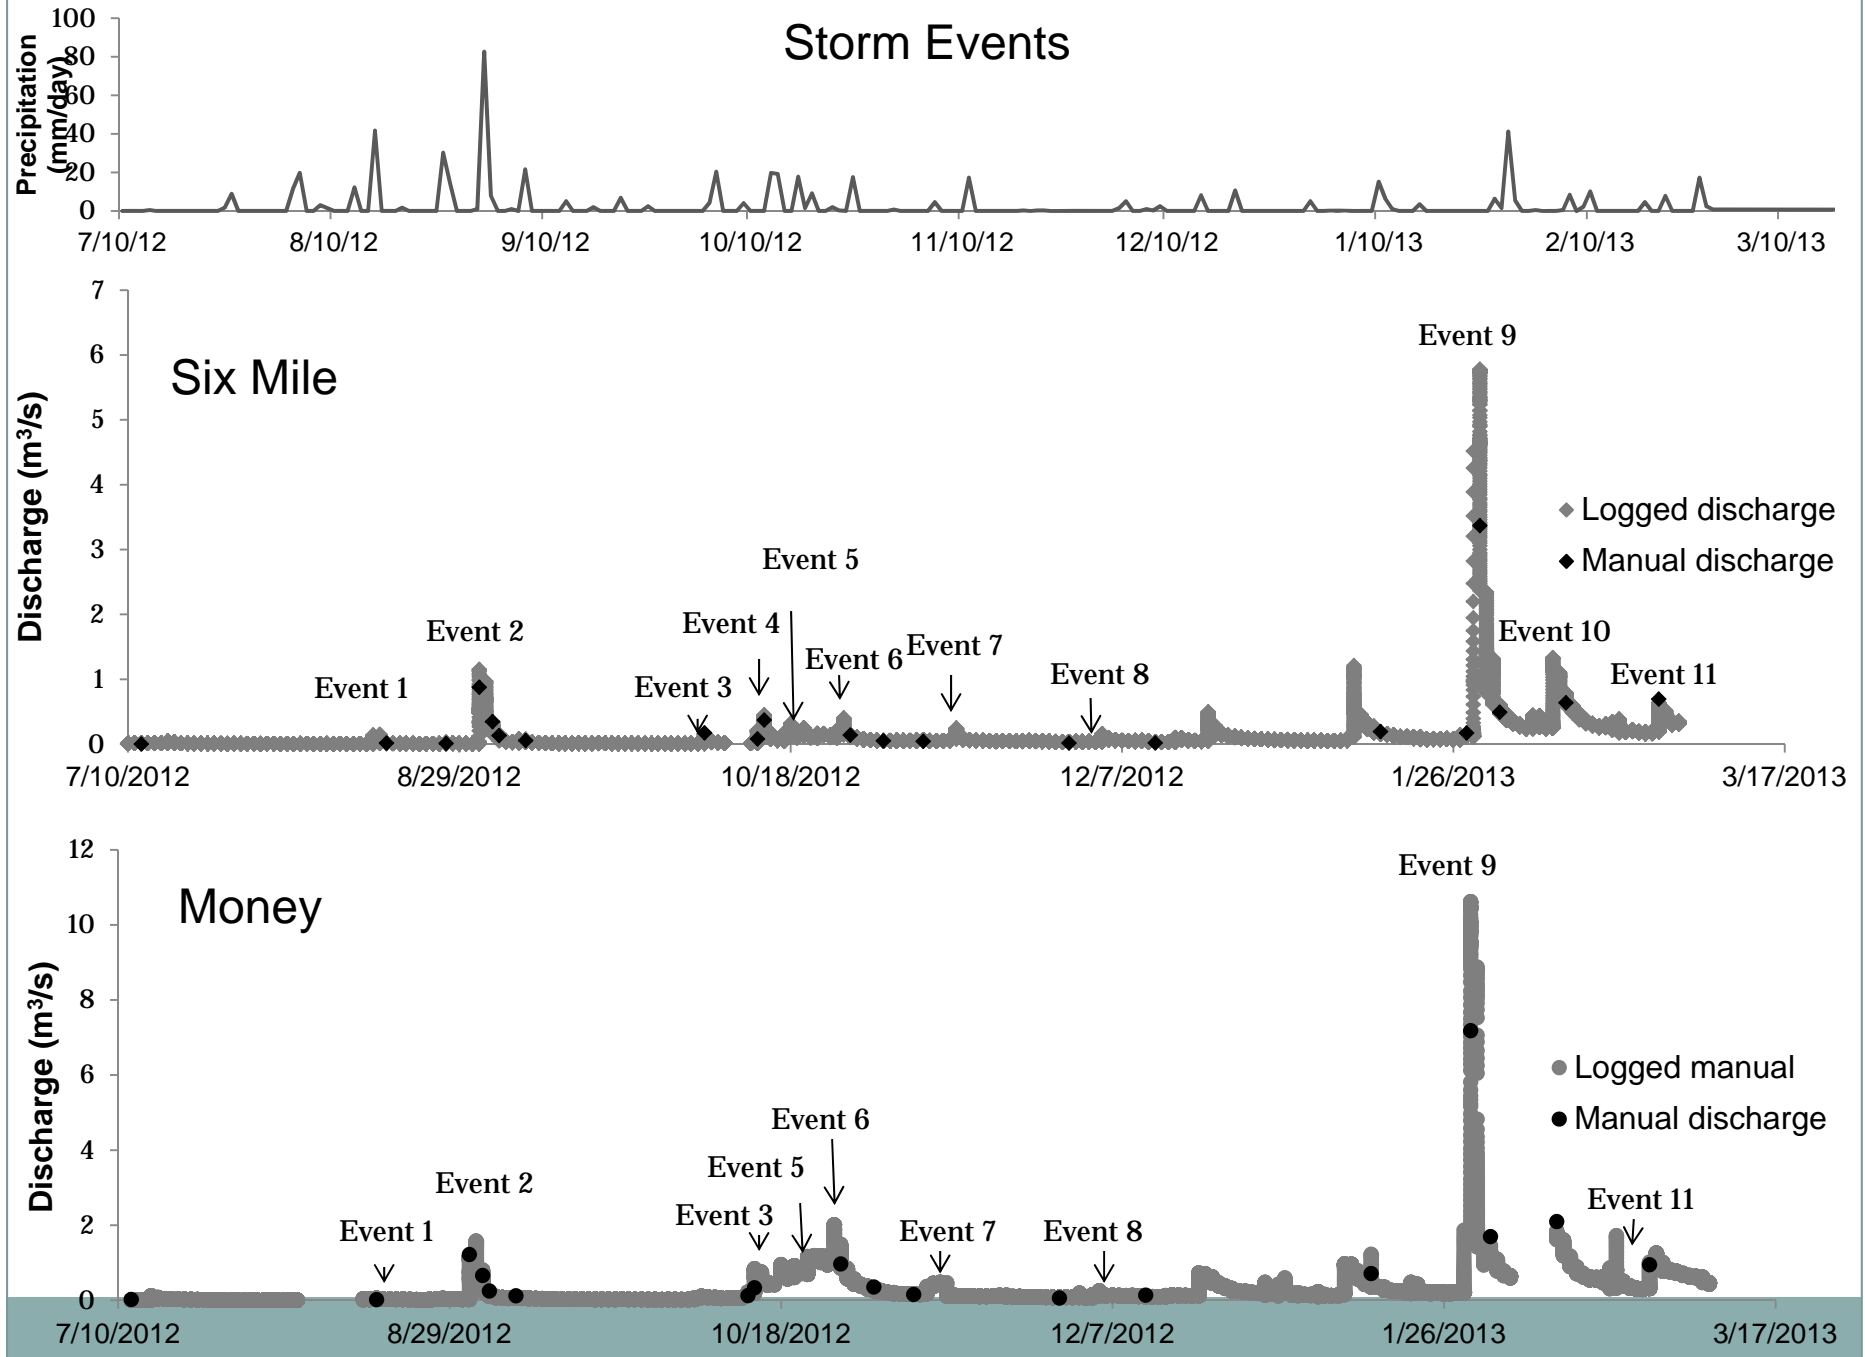 Storm Events
Precipitation
(mm/day)
100
80
60
40
20
0
7/10/12 8/10/12 9/10/12 10/10/12 11/10/12 12/10/12 1/10/13 2/10/13 3/10/13
Six Mile
Discharge (m³/s)
7
6
5
4
3
2
1
0
Event 1
Event 2
Event 3
Event 4
Event 5
Event 6
Event 7
Event 8
Event 9
Event 10
Event 11
Logged discharge
Manual discharge
7/10/2012 8/29/2012 10/18/2012 12/7/2012 1/26/2013 3/17/2013
Money
Discharge (m³/s)
12
10
8
6
4
2
0
Event 1
Event 2
Event 3
Event 5
Event 6
Event 7
Event 8
Event 9
Event 11
Logged manual
Manual discharge
7/10/2012 8/29/2012 10/18/2012 12/7/2012 1/26/2013 3/17/2013